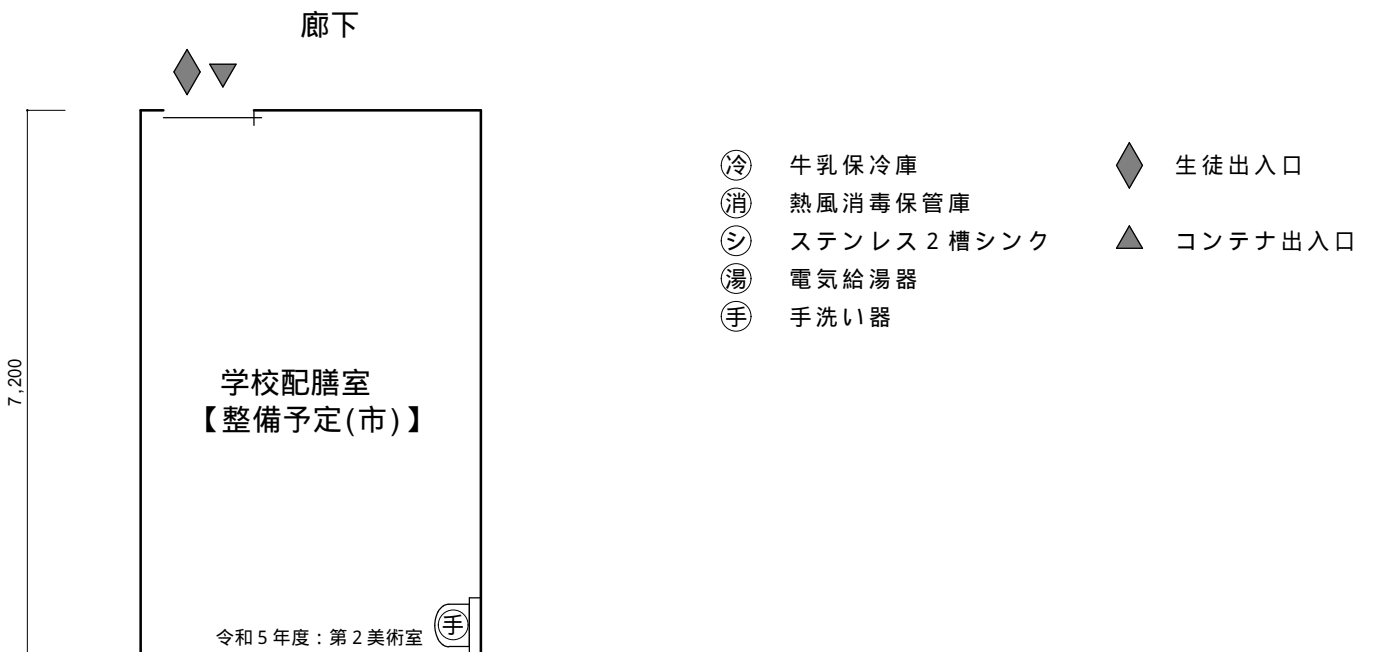 廊下
7,200
学校配膳室
【整備予定(市)】
令和５年度：第２美術室
手
冷 牛乳保冷庫
消 熱風消毒保管庫
シ ステンレス２槽シンク
湯 電気給湯器
手 手洗い器
生徒出入口
コンテナ出入口